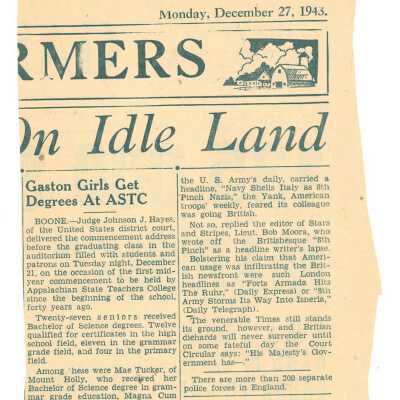 Monday, December 27, 1943.
RMERS
On Idle Land
Gaston Girls Get
Degrees At ASTC
BOONE.—Judge Johnson J. Hayes,
of the United States district court,
delivered the commencement address
before the graduating class in the
auditorium filled with students and
patrons on Tuesday night, December
21, on the occasion of the first mid-
year commencement to be held by
Appalachian State Teachers College
since the beginning of the school,
forty years ago.
Twenty-seven seniors received
Bachelor of Science degrees. Twelve
qualified for certificates in the high
school field, eleven in the grammar
grade field, and four in the primary
field.
Among 'hese were Mae Tucker, of
Mount Holly, who received her
Bachelor of Science degree in gram-
mar grade education, Magna Cum
the U. S. Army's daily, carried a
headline, "Navy Shells Italy as 8th
Pinch Nazis," the Yank, American
troops' weekly, feared its colleague
was going British.
Not so, replied the editor of Stars
and Stripes, Lieut. Bob Moora, who
wrote off the Britishesque "8th
Pinch" as a headline writer's lapse.
Bolstering his claim that Amer-
ican usage was infiltrating the Brit-
ish newsfront were such London
headlines as "Forts Armada Hits
The Ruhr," (Daily Express) or "8th
Army Storms Its Way Into Isneria,"
(Daily Telegraph).
The venerable Times still stands
its ground, however, and British
diehards will never surrender until
on some fateful day the Court
Circular says: "His Majesty's Gov-
ernment has—"
There are more than 200 separate
police forces in England.